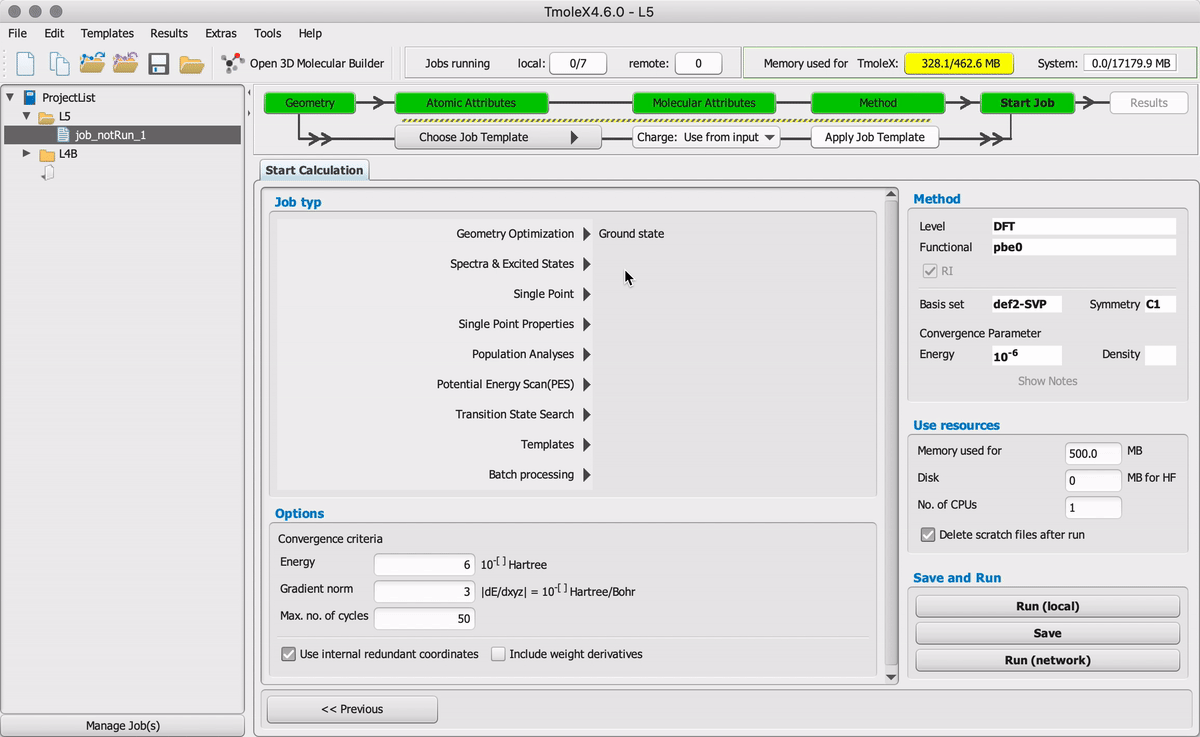 TmoleX4.6.0 - L5
File Edit Templates Results Extras Tools Help
Open 3D Molecular Builder Jobs running local: 0/7 remote: 0 Memory used for TmoleX: 328.1/462.6 MB System: 0.0/17179.9 MB
ProjectList
L5
job_notRun_1
L4B
Manage Job(s)
Geometry Atomic Attributes Molecular Attributes Method Start Job Results
Choose Job Template Charge: Use from input Apply Job Template
Start Calculation
Job typ
Geometry Optimization Ground state
Spectra & Excited States
Single Point
Single Point Properties
Population Analyses
Potential Energy Scan(PES)
Transition State Search
Templates
Batch processing
Options
Convergence criteria
Energy 6 10-[ ] Hartree
Gradient norm 3 |dE/dxyz| = 10-[ ] Hartree/Bohr
Max. no. of cycles 50
Use internal redundant coordinates Include weight derivatives
<< Previous
Method
Level DFT
Functional pbe0
RI
Basis set def2-SVP Symmetry C1
Convergence Parameter
Energy 10-6 Density
Show Notes
Use resources
Memory used for 500.0 MB
Disk 0 MB for HF
No. of CPUs 1
Delete scratch files after run
Save and Run
Run (local)
Save
Run (network)